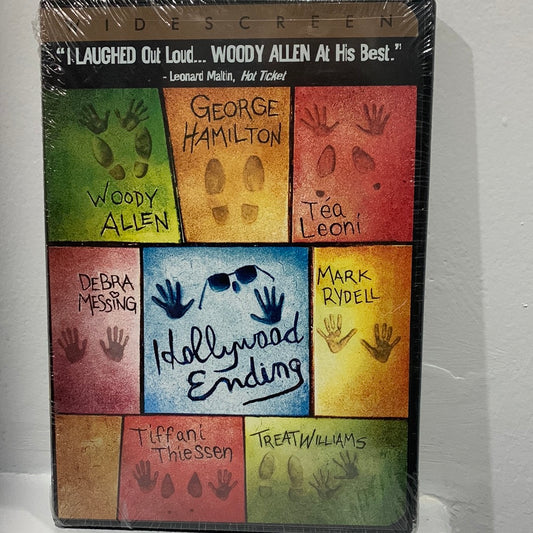 WIDESCREEN
"I LAUGHED Out Loud... WOODY ALLEN At His Best."
- Leonard Maltin, Hot Ticket
GEORGE
HAMILTON
WOODY
ALLEN
Téa
Leoni
DeBRA
MESSING
MARK
RYDELL
Hollywood
Ending
Tiffani
Thiessen
TREAT WILLIAMS